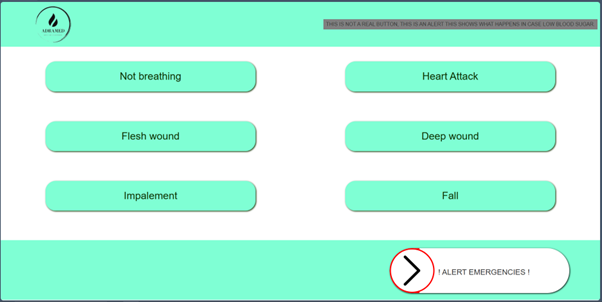 ADRAMED
THIS IS NOT A REAL BUTTON, THIS IS AN ALERT THIS SHOWS WHAT HAPPENS IN CASE LOW BLOOD SUGAR.
Not breathing
Heart Attack
Flesh wound
Deep wound
Impalement
Fall
! ALERT EMERGENCIES !